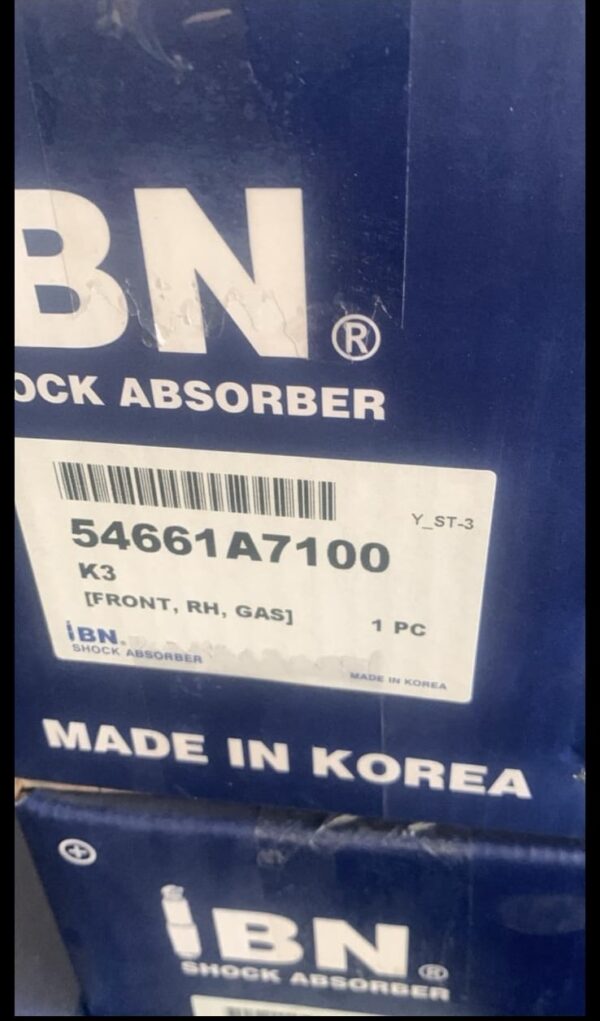 BN®
OCK ABSORBER
Y_ST-3
54661A7100
K3
[FRONT, RH, GAS]
1 PC
iBN.
SHOCK ABSORBER
MADE IN KOREA
MADE IN KOREA
iBN®
SHOCK ABSORBER